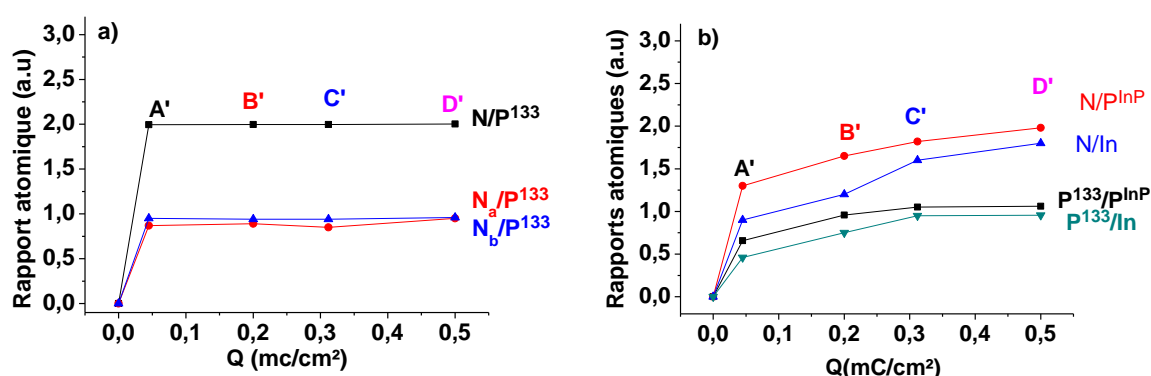 a)
Rapport atomique (a.u)
3,0
2,5
2,0
1,5
1,0
0,5
0,0
A'
B'
C'
D'
N/P¹³³
Nₐ/P¹³³
N_b/P¹³³
0,0 0,1 0,2 0,3 0,4 0,5
Q (mc/cm²)
b)
Rapports atomiques (a.u)
3,0
2,5
2,0
1,5
1,0
0,5
0,0
A'
B'
C'
D'
N/Pᴵⁿᴾ
N/In
P¹³³/Pᴵⁿᴾ
P¹³³/In
0,0 0,1 0,2 0,3 0,4 0,5
Q(mC/cm²)